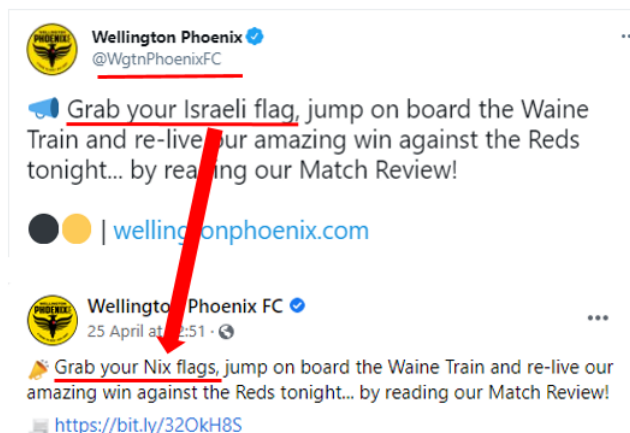 Wellington Phoenix
@WgtnPhoenixFC
Grab your Israeli flag, jump on board the Waine
Train and re-live our amazing win against the Reds
tonight... by reading our Match Review!
| wellingtonphoenix.com
Wellington Phoenix FC
25 April at 22:51 ·
Grab your Nix flags, jump on board the Waine Train and re-live our
amazing win against the Reds tonight... by reading our Match Review!
https://bit.ly/32OkH8S